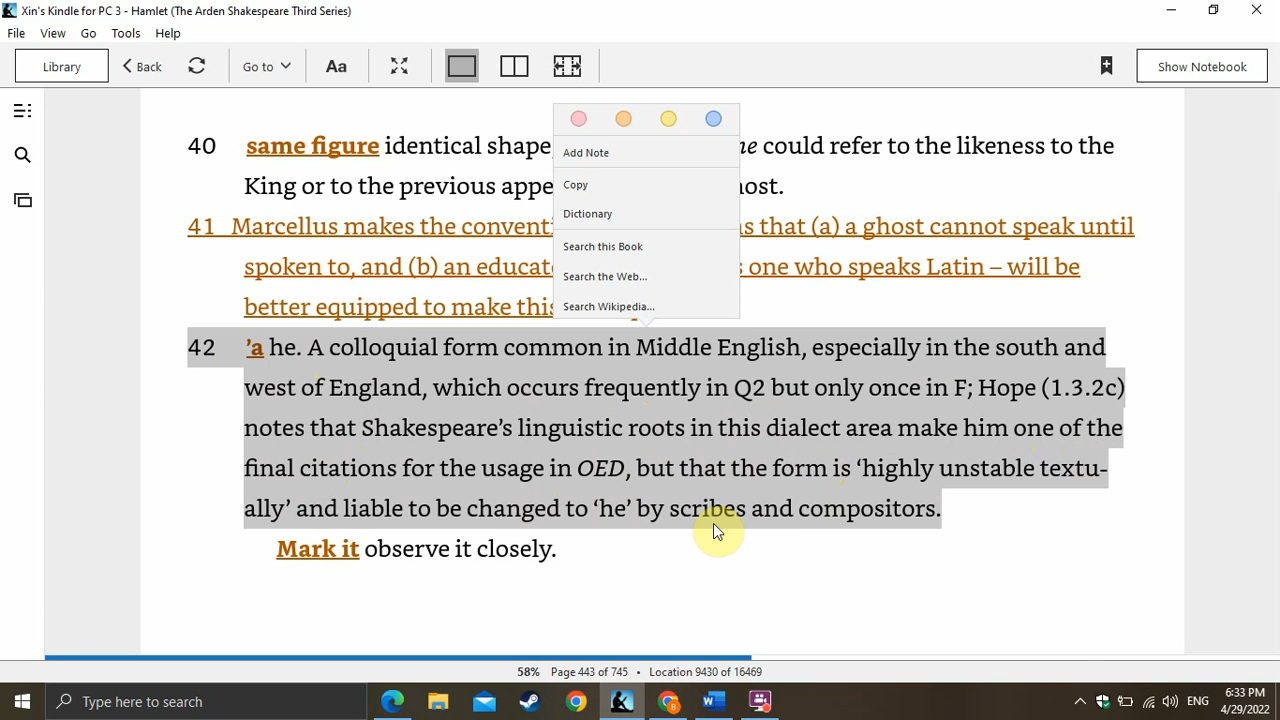 Xin's Kindle for PC 3 - Hamlet (The Arden Shakespeare Third Series)
File View Go Tools Help
Library Back Go to Aa Show Notebook
Add Note
Copy
Dictionary
Search this Book
Search the Web...
Search Wikipedia...
40 same figure identical shape, he could refer to the likeness to the
King or to the previous appe ost.
41 Marcellus makes the conventi s that (a) a ghost cannot speak until
spoken to, and (b) an educate one who speaks Latin – will be
better equipped to make this
42 ’a he. A colloquial form common in Middle English, especially in the south and
west of England, which occurs frequently in Q2 but only once in F; Hope (1.3.2c)
notes that Shakespeare’s linguistic roots in this dialect area make him one of the
final citations for the usage in OED, but that the form is ‘highly unstable textu-
ally’ and liable to be changed to ‘he’ by scribes and compositors.
Mark it observe it closely.
58% Page 443 of 745 • Location 9430 of 16469
Type here to search
ENG
6:33 PM
4/29/2022